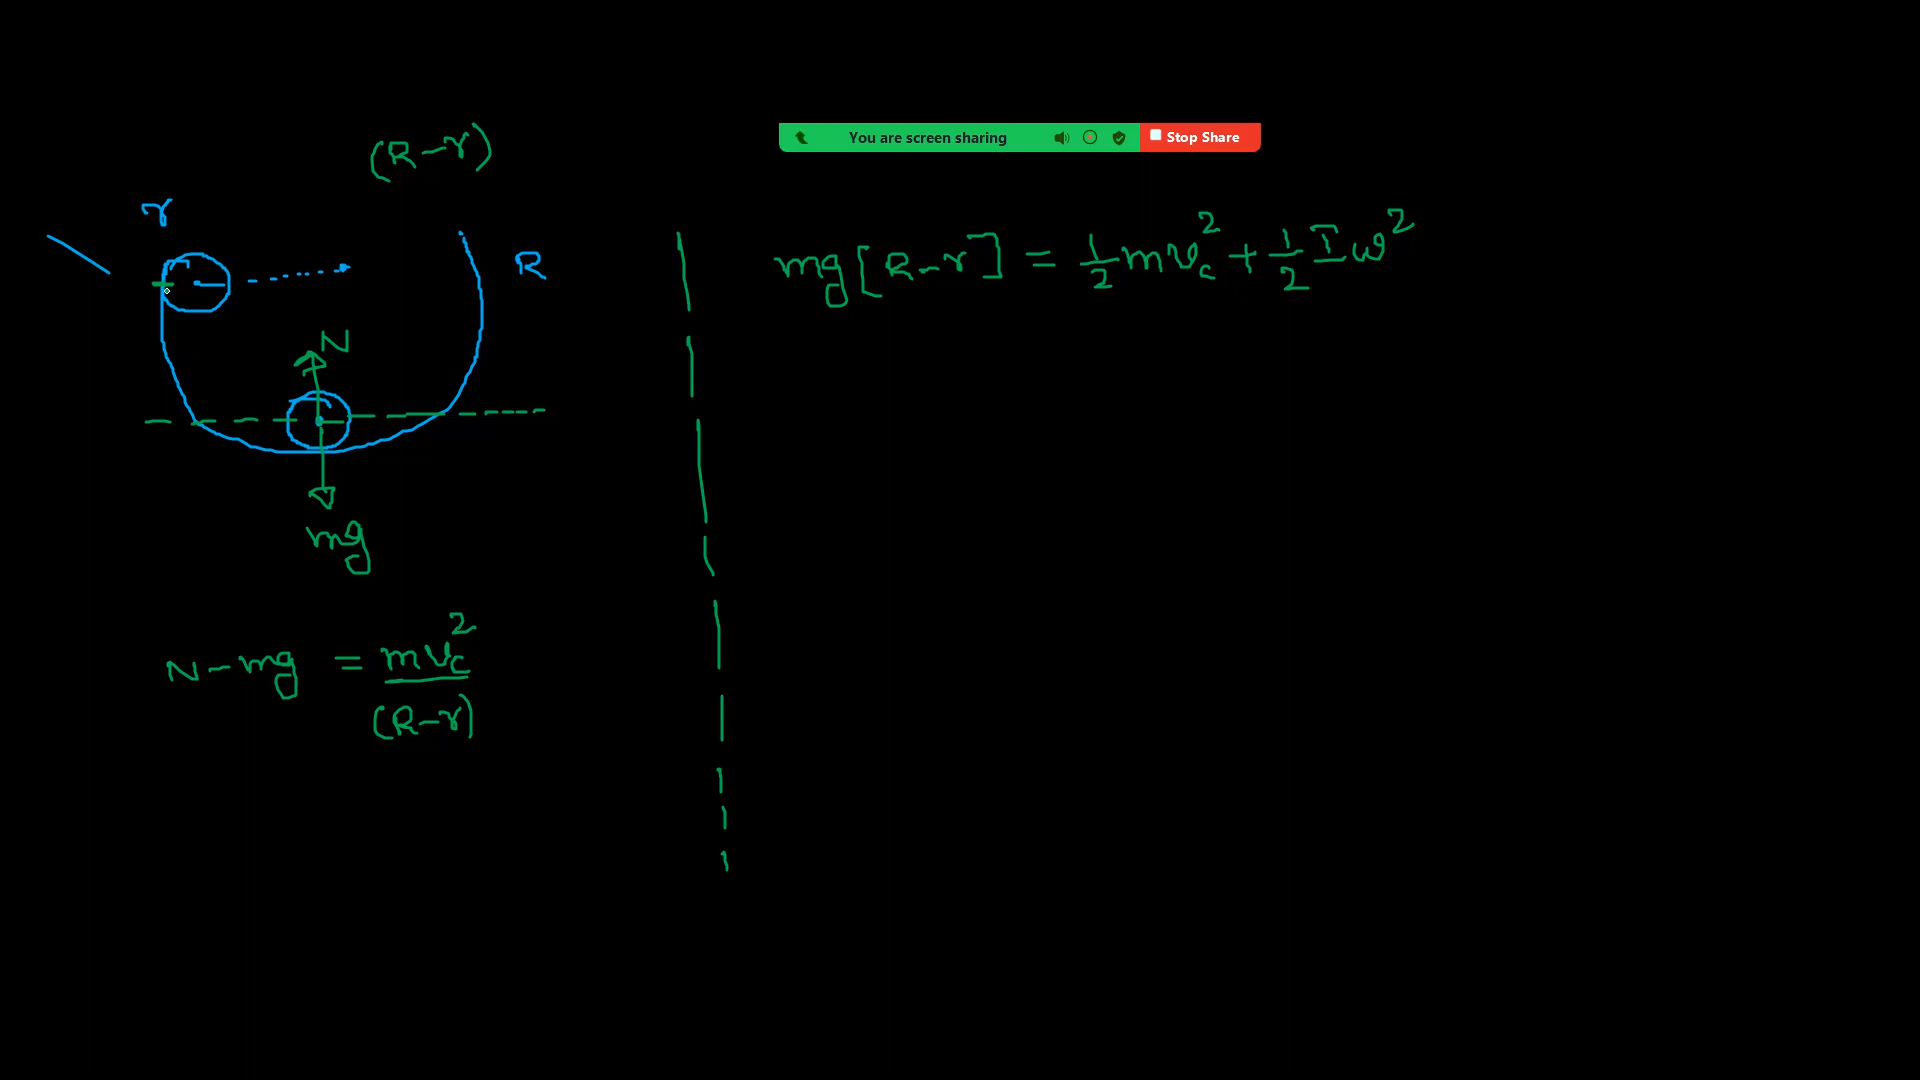 (R-r)
You are screen sharing
Stop Share
r
R
N
mg
N - mg = mv_c^2 / (R-r)
mg[R-r] = 1/2 mv_c^2 + 1/2 Iω^2